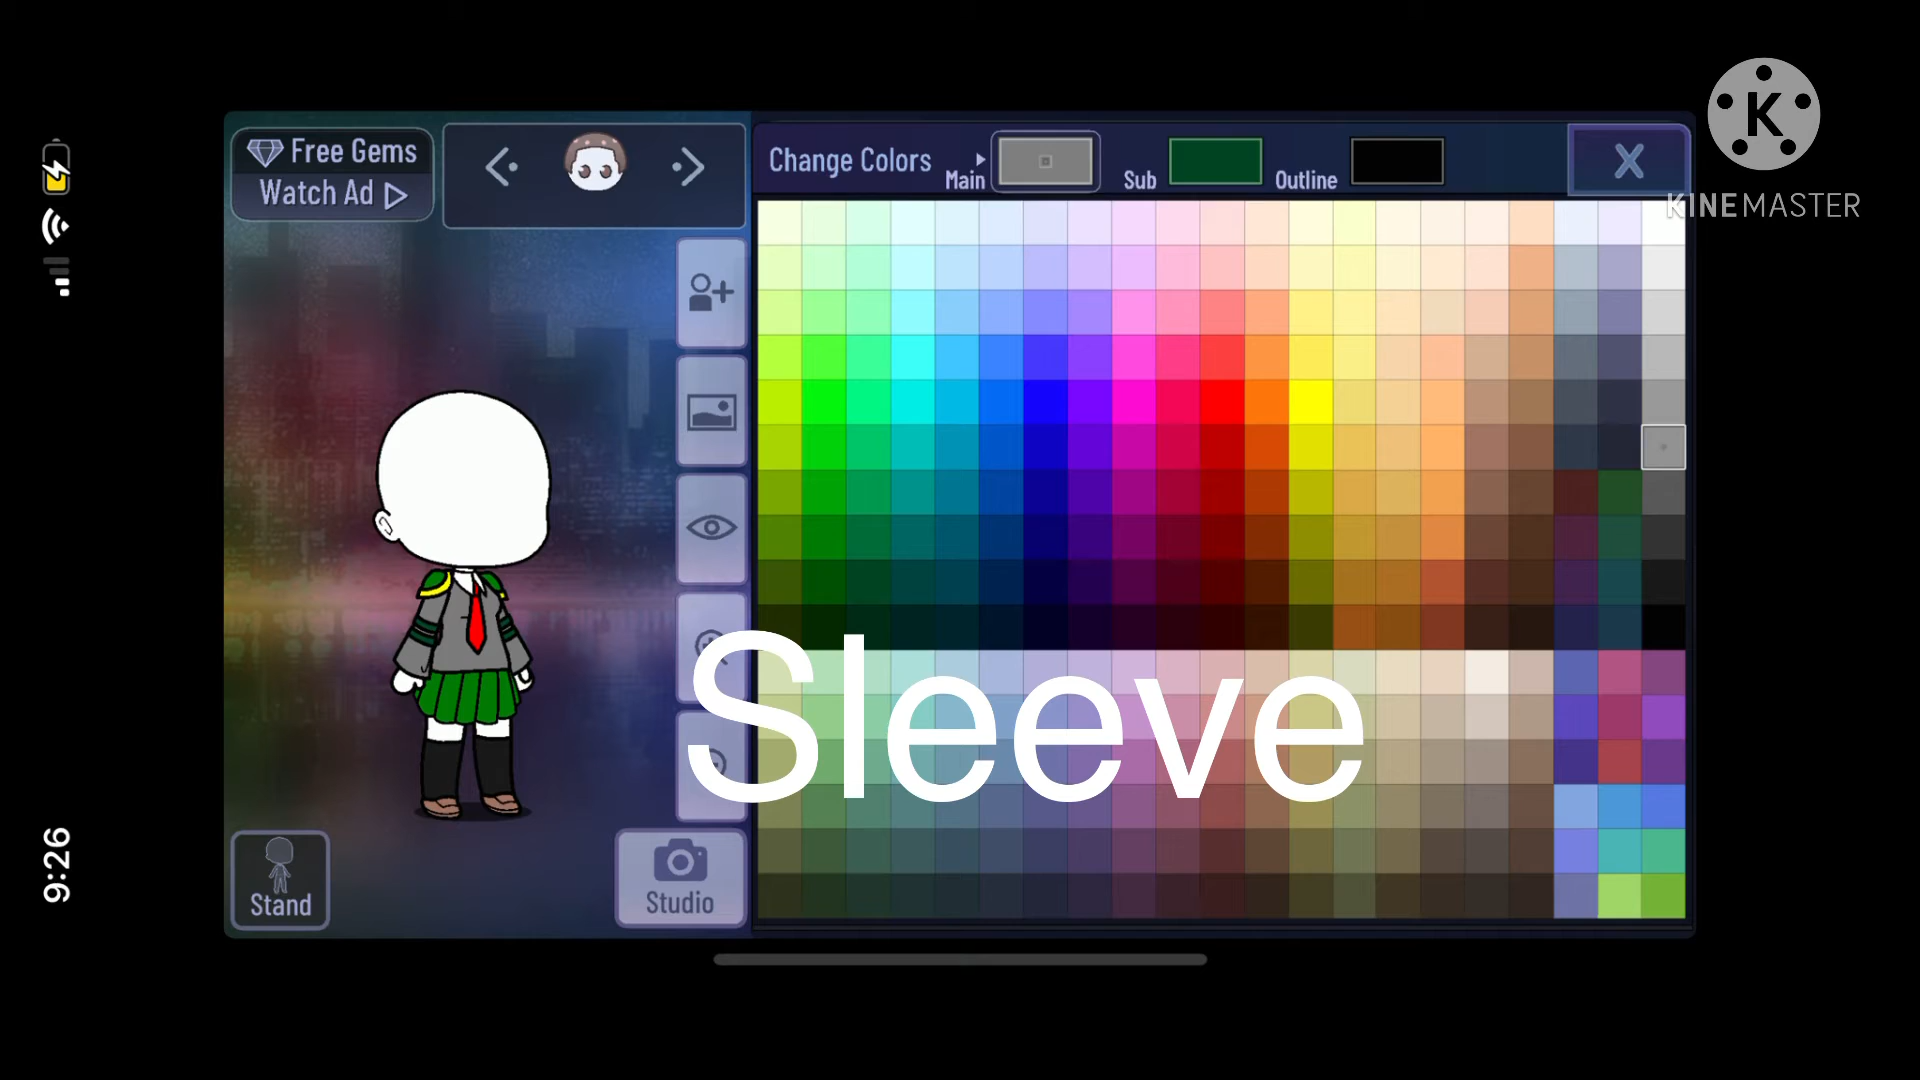 Free Gems
Watch Ad
Change Colors
Main
Sub
Outline
X
K
KINEMASTER
Sleeve
Stand
Studio
9:26